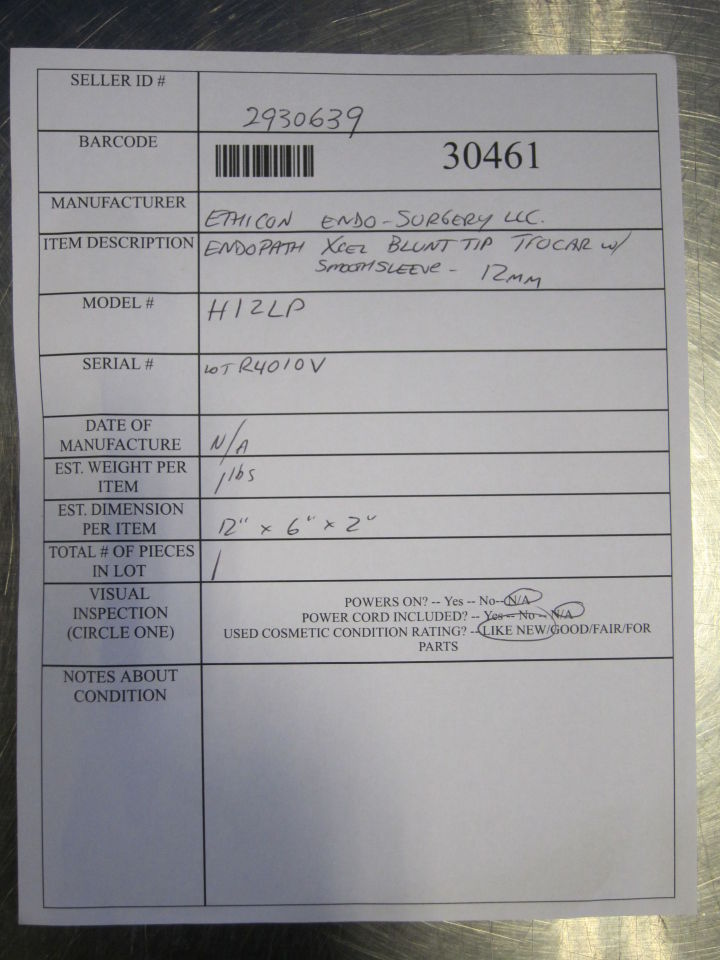 SELLER ID #
2930639
BARCODE
30461
MANUFACTURER
ETHICON ENDO-SURGERY LLC.
ITEM DESCRIPTION
ENDOPATH XCEL BLUNT TIP TROCAR W/
SMOOTHSLEEVE - 12MM
MODEL #
H12LP
SERIAL #
LOT R4010V
DATE OF
MANUFACTURE
N/A
EST. WEIGHT PER
ITEM
1 lbs
EST. DIMENSION
PER ITEM
12" x 6" x 2"
TOTAL # OF PIECES
IN LOT
1
VISUAL
INSPECTION
(CIRCLE ONE)
POWERS ON? -- Yes -- No-- N/A
POWER CORD INCLUDED? -- Yes -- No -- N/A
USED COSMETIC CONDITION RATING? --LIKE NEW/GOOD/FAIR/FOR
PARTS
NOTES ABOUT
CONDITION